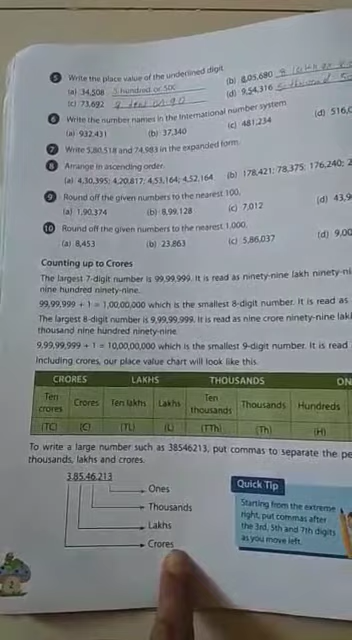 5 Write the place value of the underlined digit.
(a) 34,508 5 hundred or 500 (b) 8,05,680 8 lakh
(c) 73,692 (d) 9,54,316
6 Write the number names in the International number system
(a) 932,431 (b) 37,340 (c) 481,234 (d) 516,0
7 Write 5,80,518 and 74,983 in the expanded form.
8 Arrange in ascending order.
(a) 4,30,395; 4,20,817; 4,53,164; 4,52,164 (b) 178,421; 78,375; 176,240; 2
9 Round off the given numbers to the nearest 100.
(a) 1,90,374 (b) 8,99,128 (c) 7,012 (d) 43,9
10 Round off the given numbers to the nearest 1,000.
(a) 8,453 (b) 23,863 (c) 5,86,037 (d) 9,00
Counting up to Crores
The largest 7-digit number is 99,99,999. It is read as ninety-nine lakh ninety-ni
nine hundred ninety-nine.
99,99,999 + 1 = 1,00,00,000 which is the smallest 8-digit number. It is read as
The largest 8-digit number is 9,99,99,999. It is read as nine crore ninety-nine lak
thousand nine hundred ninety-nine.
9,99,99,999 + 1 = 10,00,00,000 which is the smallest 9-digit number. It is read
Including crores, our place value chart will look like this.
CRORES LAKHS THOUSANDS ON
Ten crores Crores Ten lakhs Lakhs Ten thousands Thousands Hundreds
(TC) (C) (TL) (L) (TTh) (Th) (H)
To write a large number such as 38546213, put commas to separate the pe
thousands, lakhs and crores.
3,85,46,213
Ones
Thousands
Lakhs
Crores
Quick Tip
Starting from the extreme
right, put commas after
the 3rd, 5th and 7th digits
as you move left.